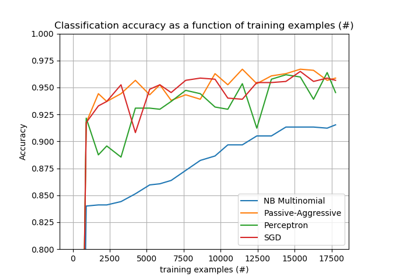 Classification accuracy as a function of training examples (#)
1.000
0.975
0.950
0.925
0.900
0.875
0.850
0.825
0.800
Accuracy
NB Multinomial
Passive-Aggressive
Perceptron
SGD
0 2500 5000 7500 10000 12500 15000 17500
training examples (#)